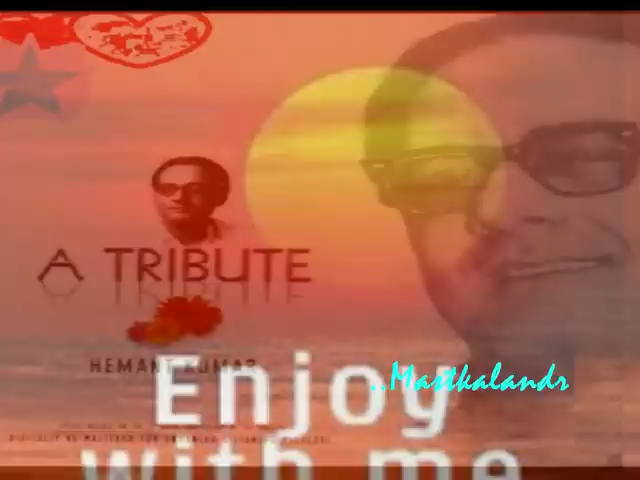 A TRIBUTE
HEMANT KUMAR
Enjoy
..Mastkalandr
with me